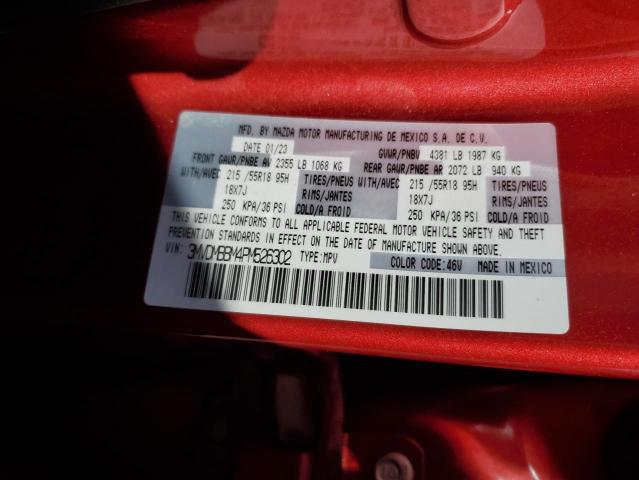 MFD. BY MAZDA MOTOR MANUFACTURING DE MEXICO S.A. DE C.V.
DATE 01/23 GVWR/PNBV 4381 LB 1987 KG
FRONT GAWR/PNBE AV 2355 LB 1068 KG REAR GAWR/PNBE AR 2072 LB 940 KG
WITH/AVEC 215 /55R18 95H TIRES/PNEUS WITH/AVEC 215 /55R18 95H TIRES/PNEUS
18X7J RIMS/JANTES 18X7J RIMS/JANTES
250 KPA/36 PSI COLD/A FROID 250 KPA/36 PSI COLD/A FROID
THIS VEHICLE CONFORMS TO ALL APPLICABLE FEDERAL MOTOR VEHICLE SAFETY AND THEFT
PREVENTION STANDARDS IN EFFECT ON THE DATE OF MANUFACTURE SHOWN ABOVE.
VIN: 3MVDMBBM4PM526302 TYPE:MPV COLOR CODE:46V MADE IN MEXICO